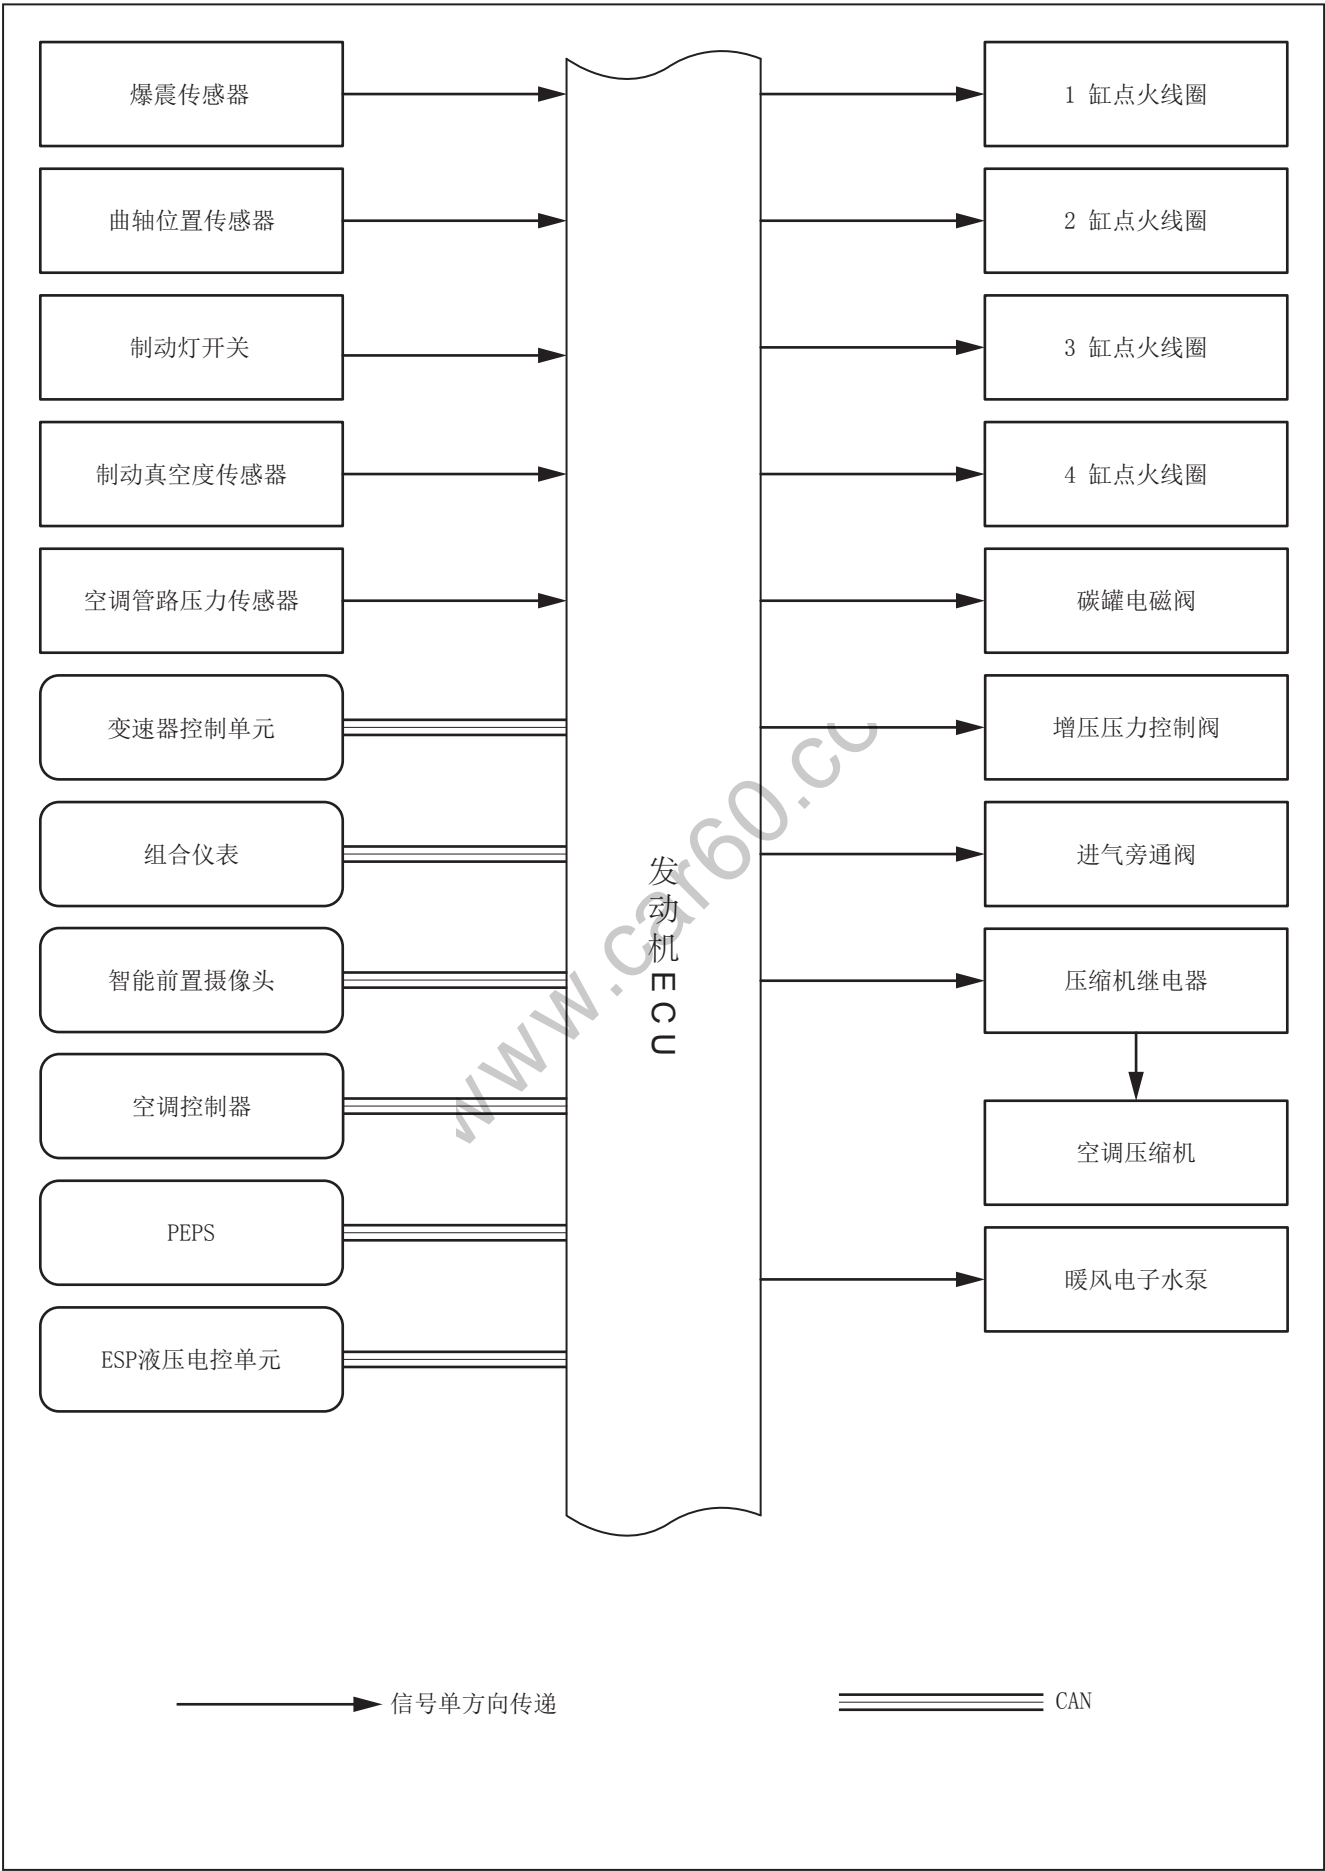 爆震传感器
曲轴位置传感器
制动灯开关
制动真空度传感器
空调管路压力传感器
变速器控制单元
组合仪表
智能前置摄像头
空调控制器
PEPS
ESP液压电控单元
发动机ECU
1 缸点火线圈
2 缸点火线圈
3 缸点火线圈
4 缸点火线圈
碳罐电磁阀
增压压力控制阀
进气旁通阀
压缩机继电器
空调压缩机
暖风电子水泵
信号单方向传递
CAN
www.car60.co